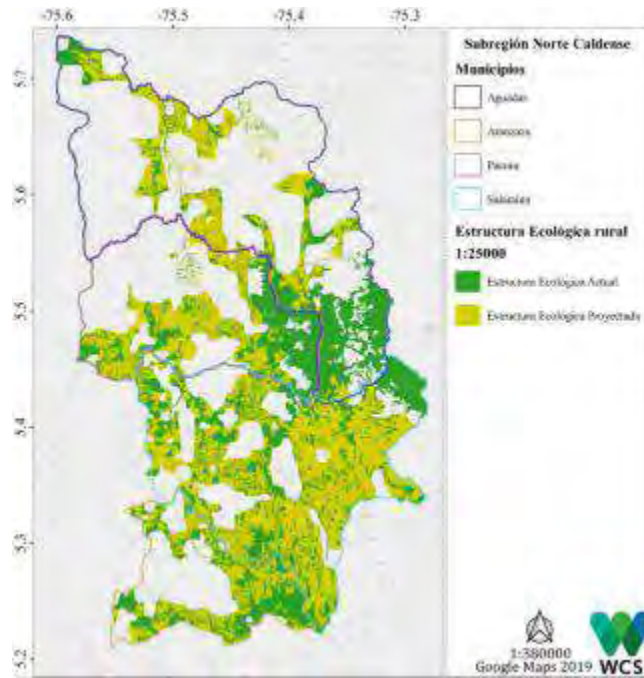 -75.6 -75.5 -75.4 -75.3
5.7
5.6
5.5
5.4
5.3
5.2
Subregión Norte Caldense
Municipios
Aguadas
Aranzazu
Pácora
Salamina
Estructura Ecológica rural
1:25000
Estructura Ecológica Actual
Estructura Ecológica Proyectada
1:380000
Google Maps 2019
WCS